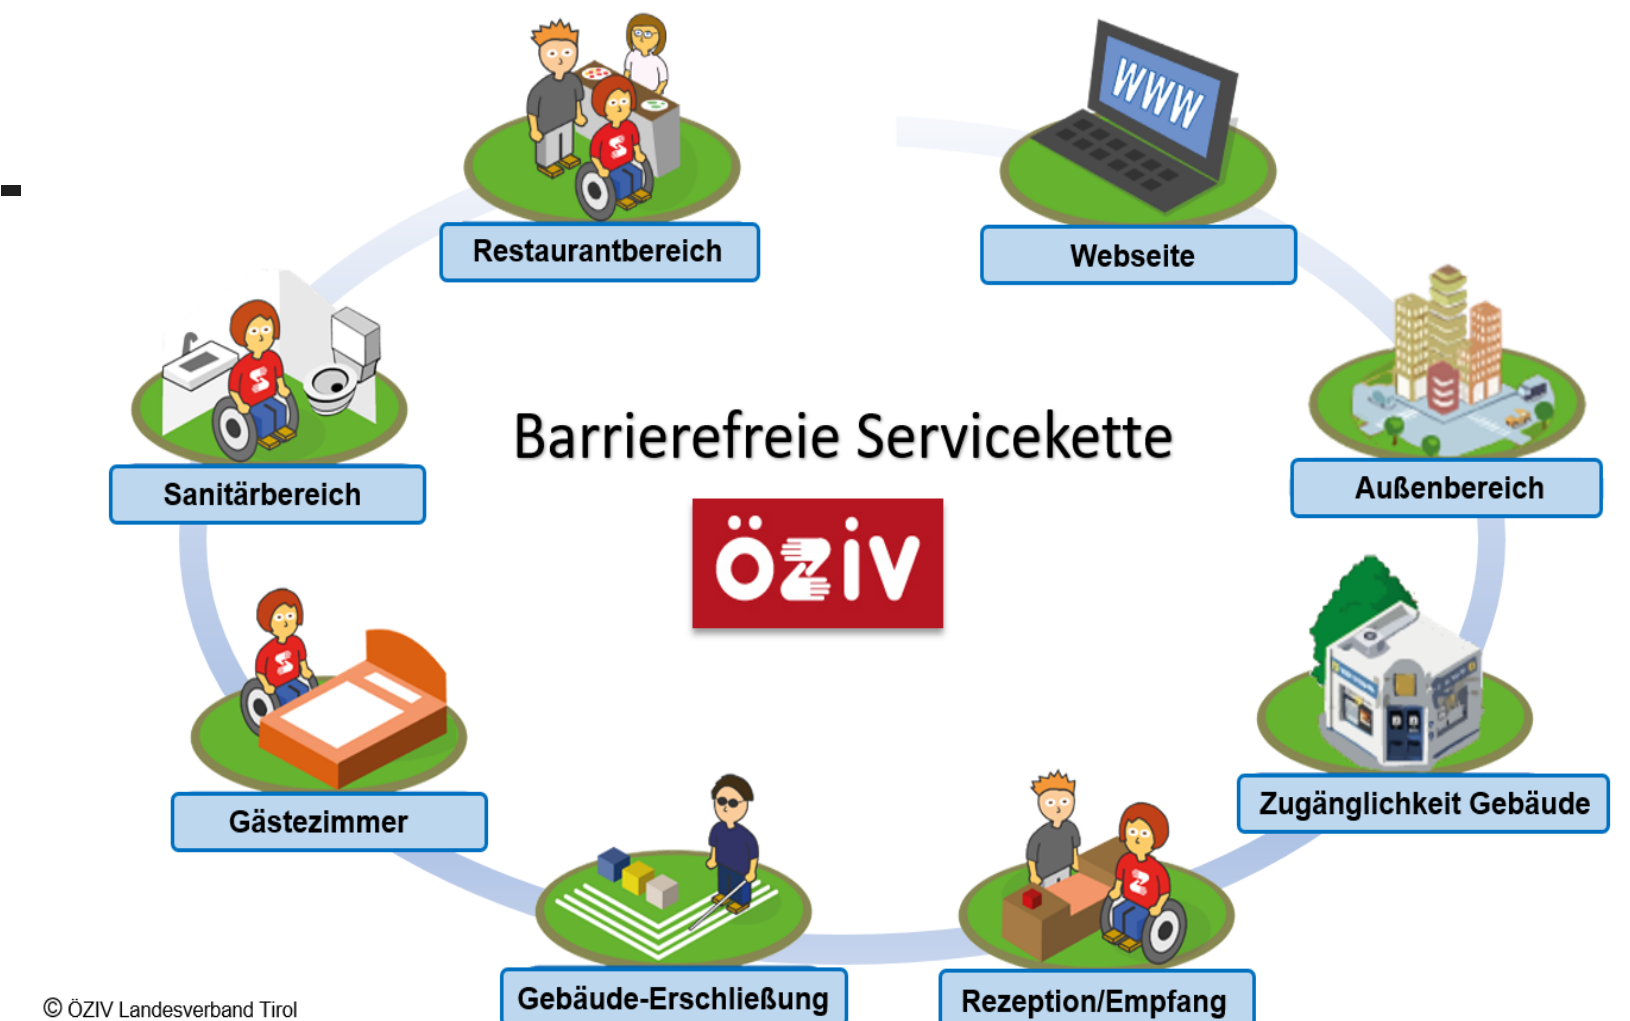 WWW
Restaurantbereich
Webseite
Sanitärbereich
Barrierefreie Servicekette
Außenbereich
ÖZIV
Gästezimmer
Zugänglichkeit Gebäude
Gebäude-Erschließung
Rezeption/Empfang
© ÖZIV Landesverband Tirol